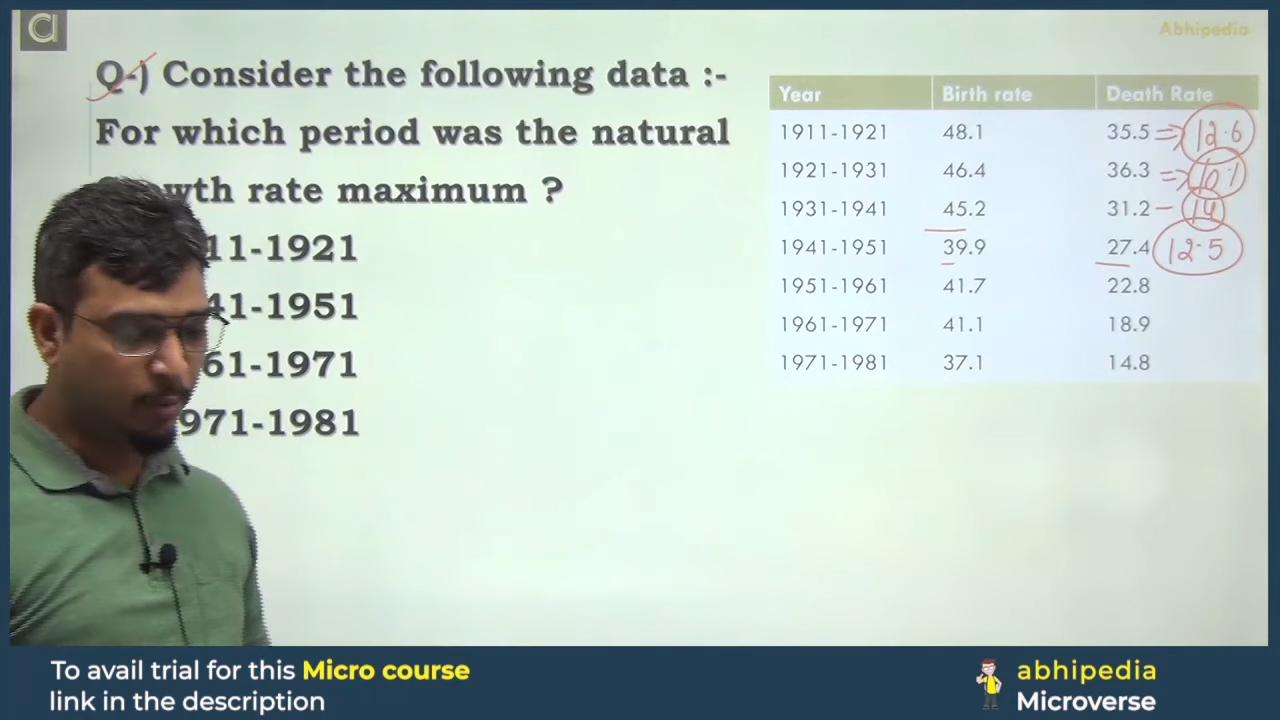 Abhipedia
Q-) Consider the following data :-
For which period was the natural
wth rate maximum ?
11-1921
41-1951
61-1971
971-1981
Year Birth rate Death Rate
1911-1921 48.1 35.5 ⇒ 12.6
1921-1931 46.4 36.3 ⇒ 10.1
1931-1941 45.2 31.2 – 14
1941-1951 39.9 27.4 12.5
1951-1961 41.7 22.8
1961-1971 41.1 18.9
1971-1981 37.1 14.8
To avail trial for this Micro course
link in the description
abhipedia
Microverse